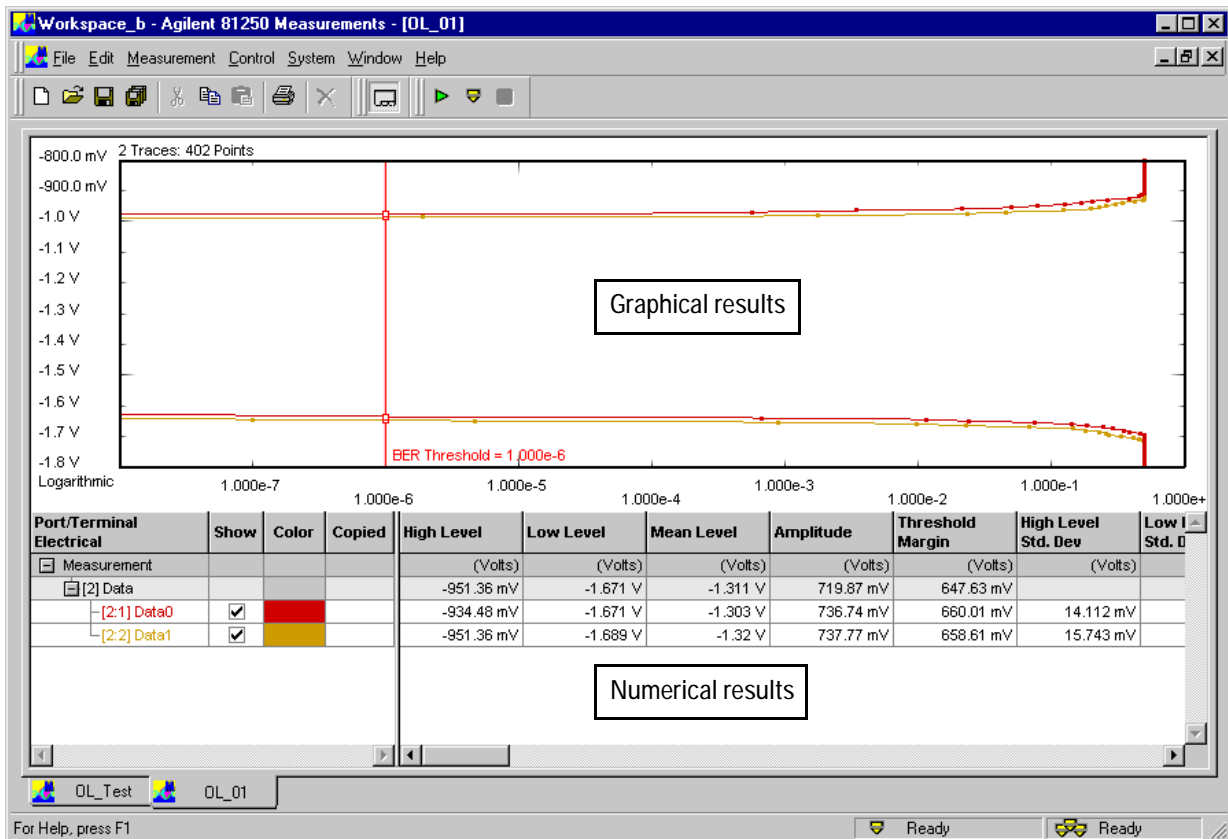 Workspace_b - Agilent 81250 Measurements - [OL_01]
File Edit Measurement Control System Window Help
2 Traces: 402 Points
-800.0 mV
-900.0 mV
-1.0 V
-1.1 V
-1.2 V
-1.3 V
-1.4 V
-1.5 V
-1.6 V
-1.7 V
-1.8 V
Graphical results
BER Threshold = 1.000e-6
Logarithmic 1.000e-7 1.000e-6 1.000e-5 1.000e-4 1.000e-3 1.000e-2 1.000e-1 1.000e+
Port/Terminal Electrical Show Color Copied High Level Low Level Mean Level Amplitude Threshold Margin High Level Std. Dev Low Std.
Measurement (Volts) (Volts) (Volts) (Volts) (Volts) (Volts)
[2] Data -951.36 mV -1.671 V -1.311 V 719.87 mV 647.63 mV
[2:1] Data0 -934.48 mV -1.671 V -1.303 V 736.74 mV 660.01 mV 14.112 mV
[2:2] Data1 -951.36 mV -1.689 V -1.32 V 737.77 mV 658.61 mV 15.743 mV
Numerical results
OL_Test OL_01
For Help, press F1 Ready Ready